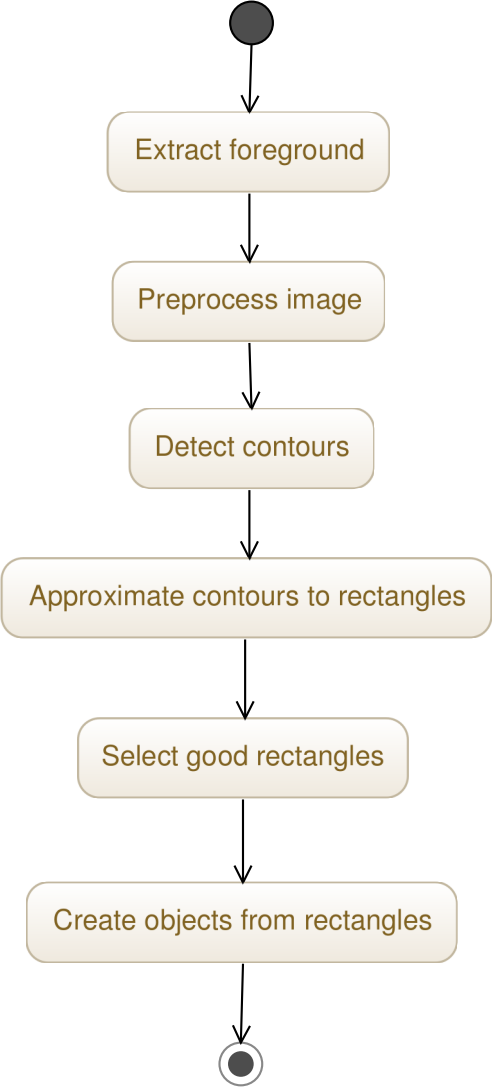 Extract foreground
Preprocess image
Detect contours
Approximate contours to rectangles
Select good rectangles
Create objects from rectangles